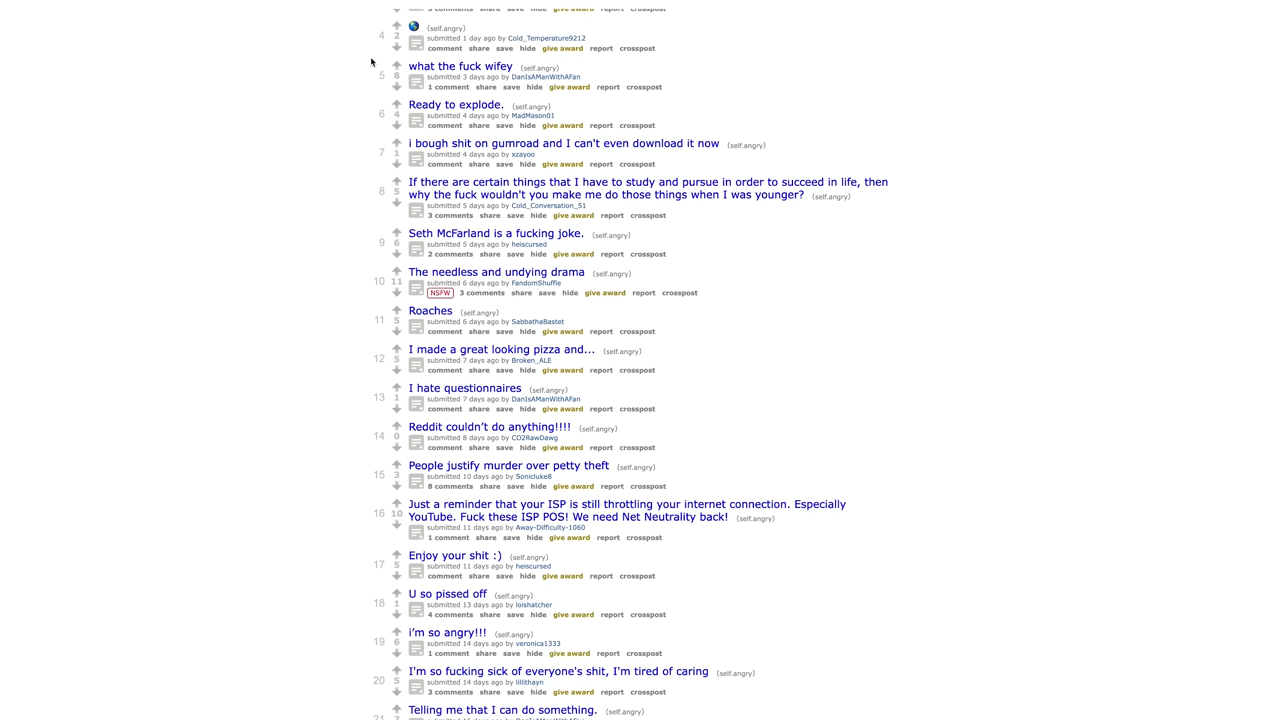 4 2 (self.angry)
submitted 1 day ago by Cold_Temperature9212
comment share save hide give award report crosspost
5 8 what the fuck wifey (self.angry)
submitted 3 days ago by DanIsAManWithAFan
1 comment share save hide give award report crosspost
6 4 Ready to explode. (self.angry)
submitted 4 days ago by MadMason01
comment share save hide give award report crosspost
7 1 i bough shit on gumroad and I can't even download it now (self.angry)
submitted 4 days ago by xzayoo
comment share save hide give award report crosspost
8 5 If there are certain things that I have to study and pursue in order to succeed in life, then
why the fuck wouldn't you make me do those things when I was younger? (self.angry)
submitted 5 days ago by Cold_Conversation_51
3 comments share save hide give award report crosspost
9 6 Seth McFarland is a fucking joke. (self.angry)
submitted 5 days ago by heiscursed
2 comments share save hide give award report crosspost
10 11 The needless and undying drama (self.angry)
submitted 6 days ago by FandomShuffle
NSFW 3 comments share save hide give award report crosspost
11 5 Roaches (self.angry)
submitted 6 days ago by SabbathaBastet
comment share save hide give award report crosspost
12 5 I made a great looking pizza and... (self.angry)
submitted 7 days ago by Broken_ALE
comment share save hide give award report crosspost
13 1 I hate questionnaires (self.angry)
submitted 7 days ago by DanIsAManWithAFan
comment share save hide give award report crosspost
14 0 Reddit couldn’t do anything!!!! (self.angry)
submitted 8 days ago by CO2RawDawg
comment share save hide give award report crosspost
15 3 People justify murder over petty theft (self.angry)
submitted 10 days ago by Sonicluke8
8 comments share save hide give award report crosspost
16 10 Just a reminder that your ISP is still throttling your internet connection. Especially
YouTube. Fuck these ISP POS! We need Net Neutrality back! (self.angry)
submitted 11 days ago by Away-Difficulty-1060
1 comment share save hide give award report crosspost
17 5 Enjoy your shit :) (self.angry)
submitted 11 days ago by heiscursed
comment share save hide give award report crosspost
18 1 U so pissed off (self.angry)
submitted 13 days ago by loishatcher
4 comments share save hide give award report crosspost
19 6 i’m so angry!!! (self.angry)
submitted 14 days ago by veronica1333
1 comment share save hide give award report crosspost
20 5 I'm so fucking sick of everyone's shit, I'm tired of caring (self.angry)
submitted 14 days ago by lillithayn
3 comments share save hide give award report crosspost
Telling me that I can do something. (self.angry)